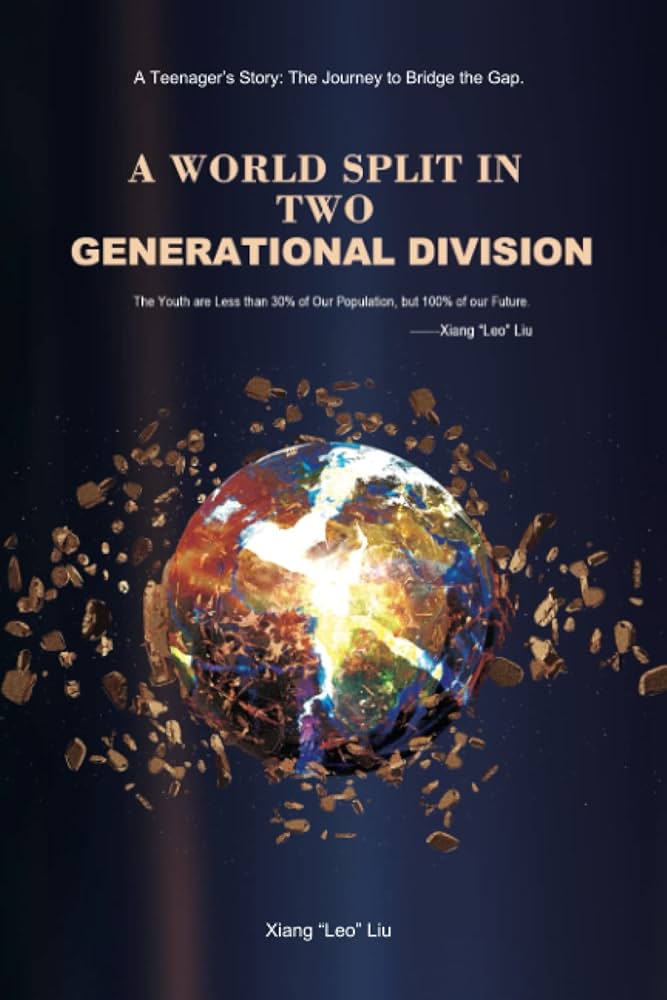 A Teenager's Story: The Journey to Bridge the Gap.
A WORLD SPLIT IN
TWO
GENERATIONAL DIVISION
The Youth are Less than 30% of Our Population, but 100% of our Future.
——Xiang "Leo" Liu
Xiang “Leo” Liu